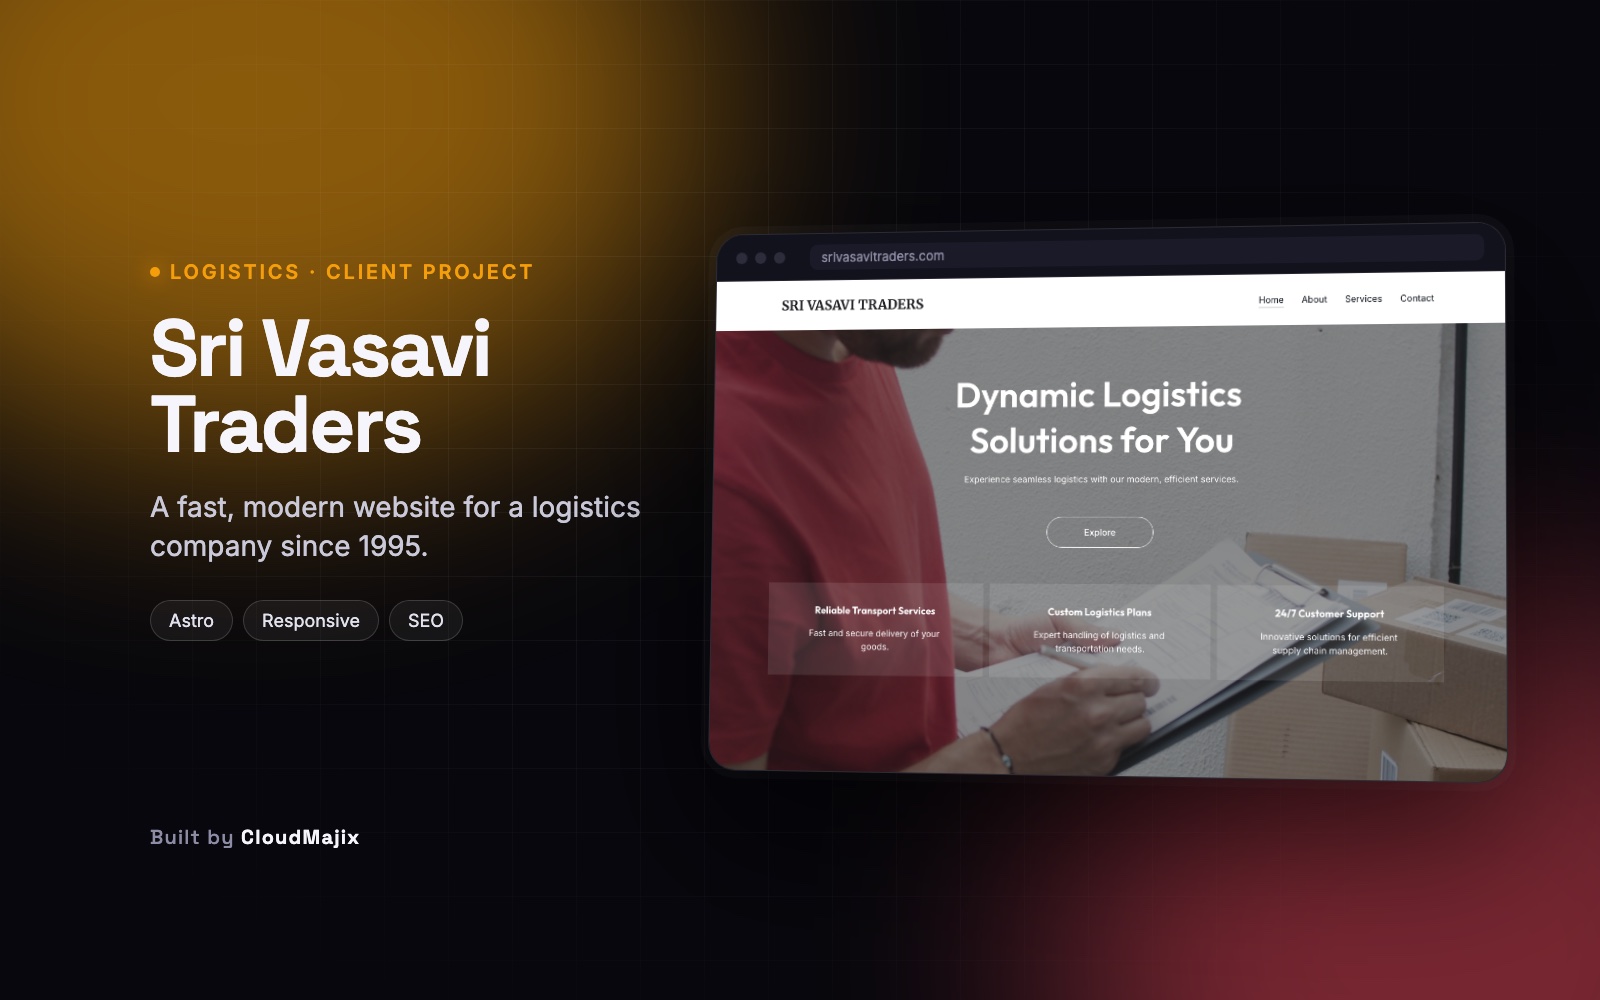 LOGISTICS · CLIENT PROJECT
Sri Vasavi
Traders
A fast, modern website for a logistics
company since 1995.
Astro
Responsive
SEO
Built by CloudMajix
srivasavitraders.com
SRI VASAVI TRADERS
Home About Services Contact
Dynamic Logistics
Solutions for You
Experience seamless logistics with our modern, efficient services.
Explore
Reliable Transport Services
Fast and secure delivery of your
goods.
Custom Logistics Plans
Expert handling of logistics and
transportation needs.
24/7 Customer Support
Innovative solutions for efficient
supply chain management.